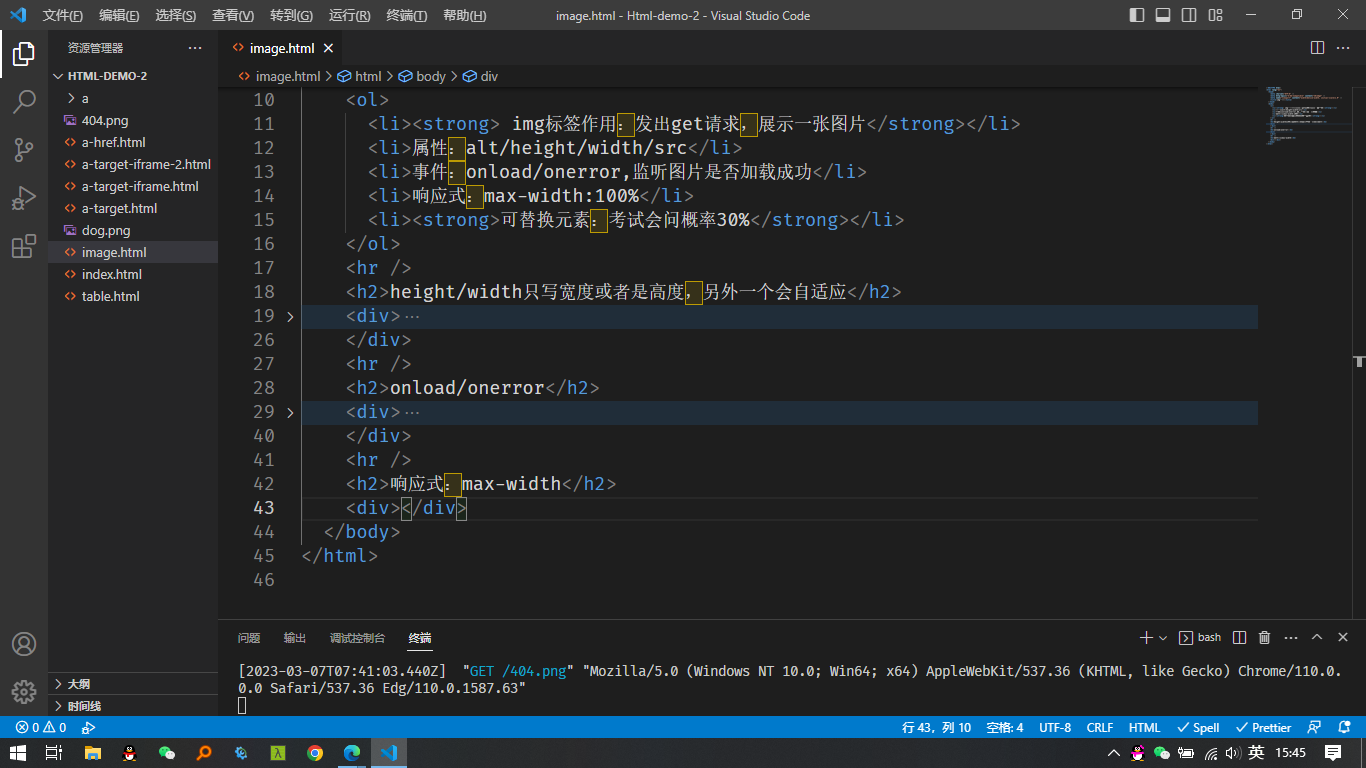 文件(F) 编辑(E) 选择(S) 查看(V) 转到(G) 运行(R) 终端(T) 帮助(H) image.html - Html-demo-2 - Visual Studio Code
资源管理器
HTML-DEMO-2
a
404.png
a-href.html
a-target-iframe-2.html
a-target-iframe.html
a-target.html
dog.png
image.html
index.html
table.html
大纲
时间线
image.html
image.html > html > body > div
10 <ol>
11 <li><strong> img标签作用：发出get请求，展示一张图片</strong></li>
12 <li>属性：alt/height/width/src</li>
13 <li>事件：onload/onerror,监听图片是否加载成功</li>
14 <li>响应式：max-width:100%</li>
15 <li><strong>可替换元素：考试会问概率30%</strong></li>
16 </ol>
17 <hr />
18 <h2>height/width只写宽度或者是高度，另外一个会自适应</h2>
19 <div>…
26 </div>
27 <hr />
28 <h2>onload/onerror</h2>
29 <div>…
40 </div>
41 <hr />
42 <h2>响应式：max-width</h2>
43 <div></div>
44 </body>
45 </html>
46
问题 输出 调试控制台 终端 bash
[2023-03-07T07:41:03.440Z] "GET /404.png" "Mozilla/5.0 (Windows NT 10.0; Win64; x64) AppleWebKit/537.36 (KHTML, like Gecko) Chrome/110.0.
0.0 Safari/537.36 Edg/110.0.1587.63"
0 0 行 43，列 10 空格: 4 UTF-8 CRLF HTML Spell Prettier
英 15:45